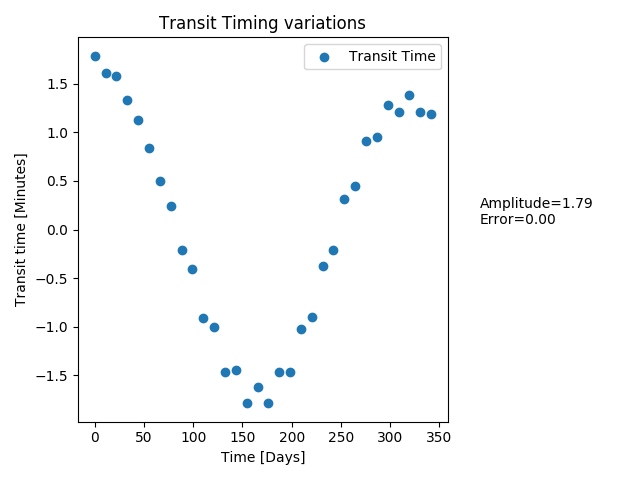 Transit Timing variations
Transit Time
Transit time [Minutes]
1.5
1.0
0.5
0.0
−0.5
−1.0
−1.5
0 50 100 150 200 250 300 350
Time [Days]
Amplitude=1.79
Error=0.00